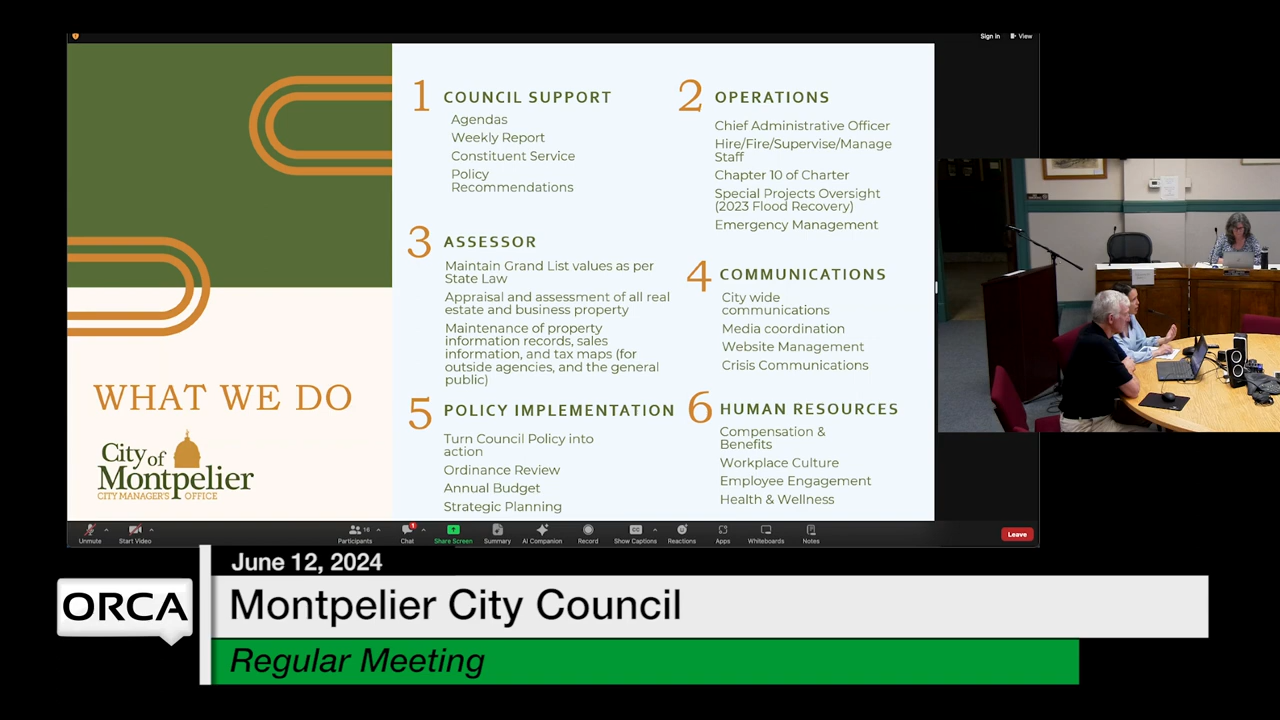 Sign in
View
WHAT WE DO
City of
Montpelier
CITY MANAGER'S OFFICE
1 COUNCIL SUPPORT
Agendas
Weekly Report
Constituent Service
Policy
Recommendations
2 OPERATIONS
Chief Administrative Officer
Hire/Fire/Supervise/Manage
Staff
Chapter 10 of Charter
Special Projects Oversight
(2023 Flood Recovery)
Emergency Management
3 ASSESSOR
Maintain Grand List values as per
State Law
Appraisal and assessment of all real
estate and business property
Maintenance of property
information records, sales
information, and tax maps (for
outside agencies, and the general
public)
4 COMMUNICATIONS
City wide
communications
Media coordination
Website Management
Crisis Communications
5 POLICY IMPLEMENTATION
Turn Council Policy into
action
Ordinance Review
Annual Budget
Strategic Planning
6 HUMAN RESOURCES
Compensation &
Benefits
Workplace Culture
Employee Engagement
Health & Wellness
Unmute
Start Video
Participants
16
Chat
1
Share Screen
Summary
AI Companion
Record
CC
Show Captions
Reactions
Apps
Whiteboards
Notes
Leave
June 12, 2024
ORCA
Montpelier City Council
Regular Meeting